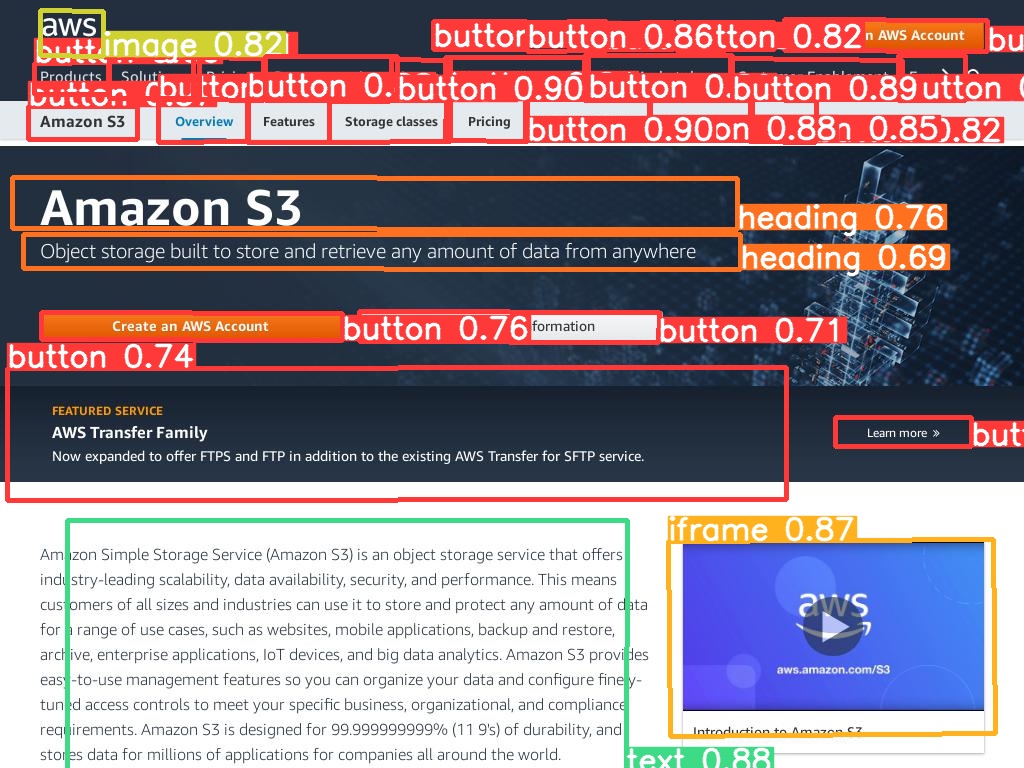 aws
image 0.82
button 0.86
0.82
n AWS Account
Products
button 0.90
0.89
Amazon S3
Overview
Features
Storage classes
Pricing
button 0.90
0.88
0.85
0.82
Amazon S3
heading 0.76
Object storage built to store and retrieve any amount of data from anywhere
heading 0.69
Create an AWS Account
button 0.76
formation
button 0.71
button 0.74
FEATURED SERVICE
AWS Transfer Family
Now expanded to offer FTPS and FTP in addition to the existing AWS Transfer for SFTP service.
Learn more »
iframe 0.87
Amazon Simple Storage Service (Amazon S3) is an object storage service that offers
industry-leading scalability, data availability, security, and performance. This means
customers of all sizes and industries can use it to store and protect any amount of data
for a range of use cases, such as websites, mobile applications, backup and restore,
archive, enterprise applications, IoT devices, and big data analytics. Amazon S3 provides
easy-to-use management features so you can organize your data and configure finely-
tuned access controls to meet your specific business, organizational, and compliance
requirements. Amazon S3 is designed for 99.999999999% (11 9's) of durability, and
stores data for millions of applications for companies all around the world.
aws
aws.amazon.com/S3
Introduction to Amazon S3
text 0.88